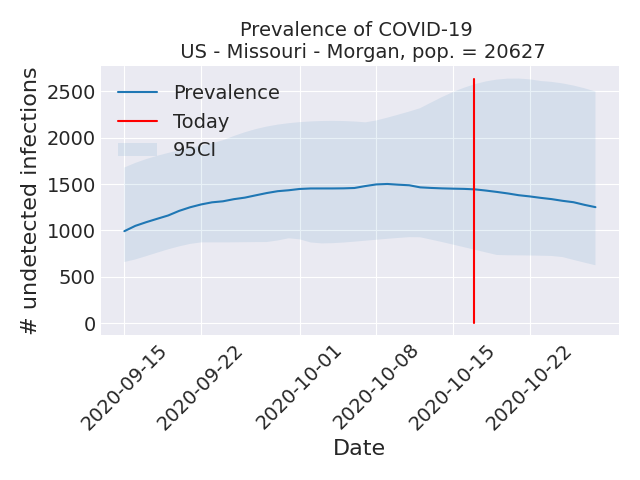 Prevalence of COVID-19
US - Missouri - Morgan, pop. = 20627
# undetected infections
2500
2000
1500
1000
500
0
Prevalence
Today
95CI
2020-09-15
2020-09-22
2020-10-01
2020-10-08
2020-10-15
2020-10-22
Date